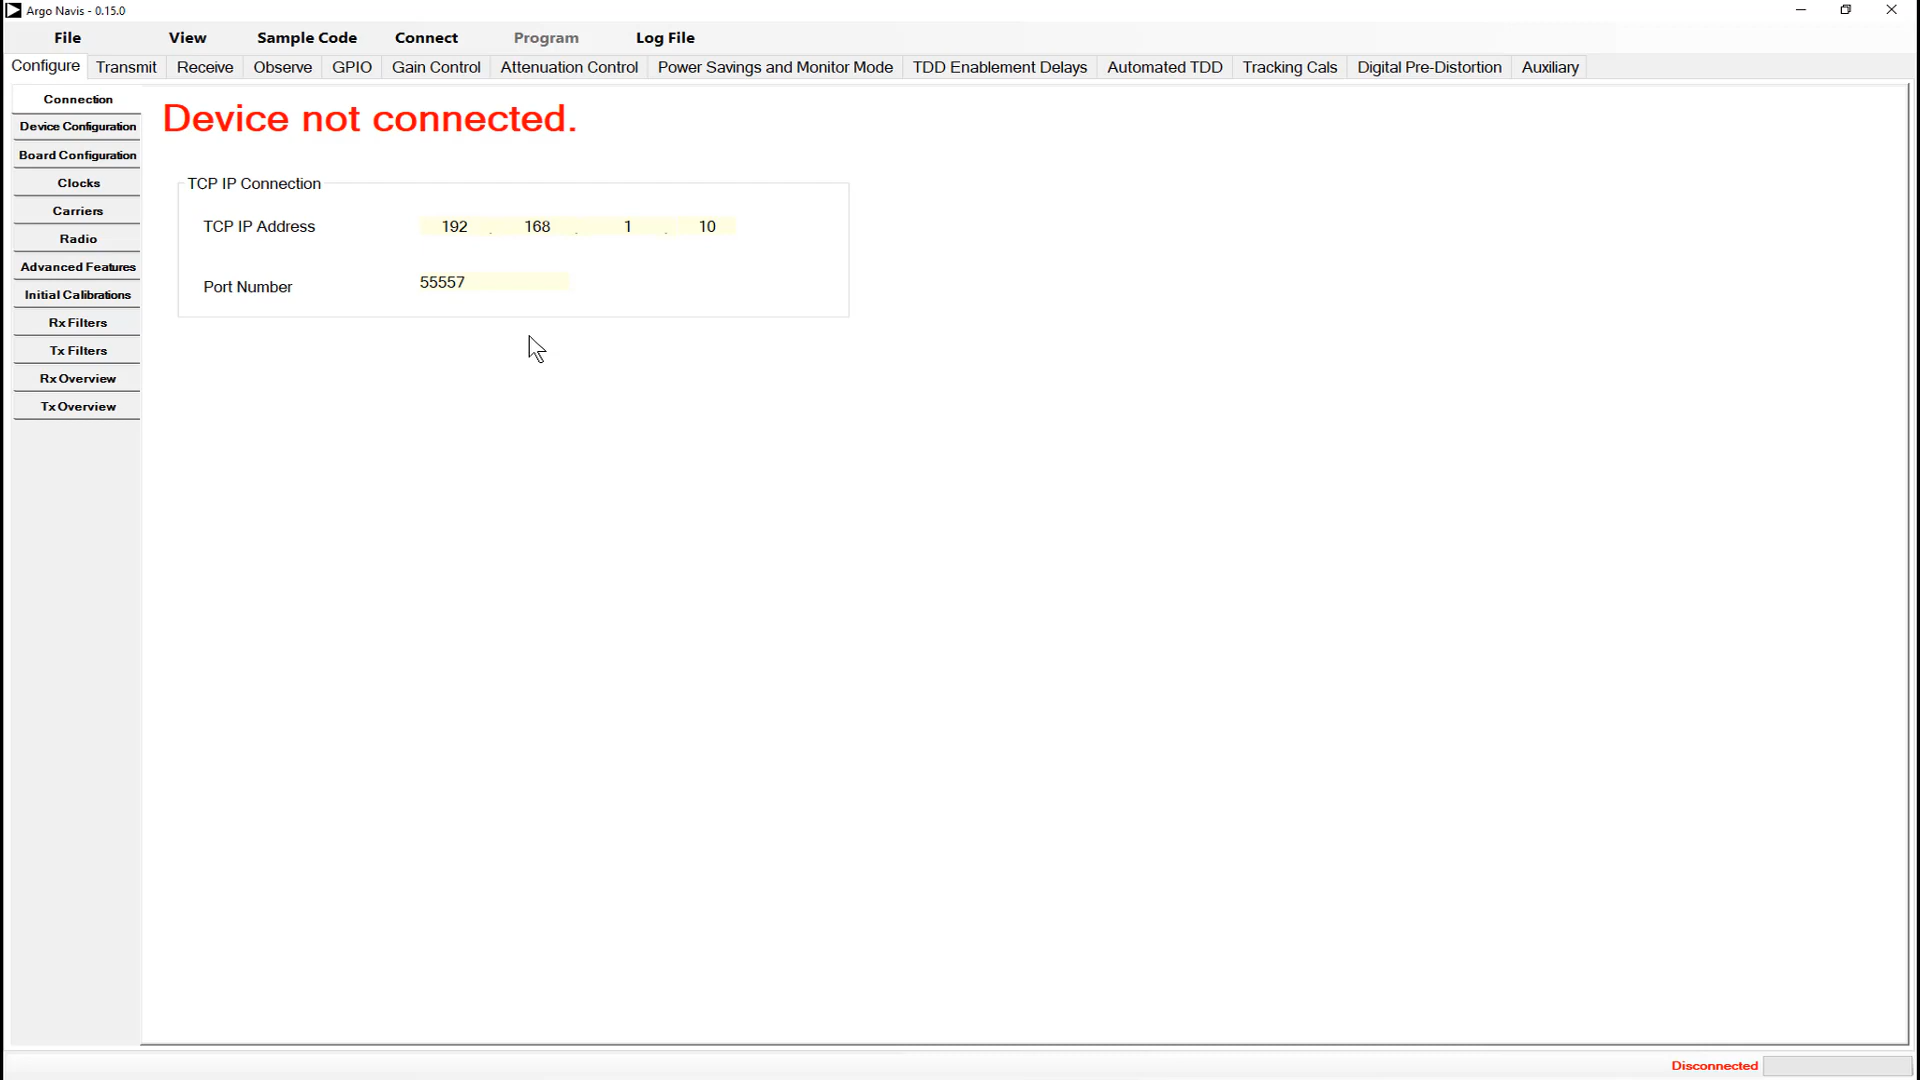 Argo Navis - 0.15.0
File View Sample Code Connect Program Log File
Configure Transmit Receive Observe GPIO Gain Control Attenuation Control Power Savings and Monitor Mode TDD Enablement Delays Automated TDD Tracking Cals Digital Pre-Distortion Auxiliary
Connection
Device Configuration
Board Configuration
Clocks
Carriers
Radio
Advanced Features
Initial Calibrations
Rx Filters
Tx Filters
Rx Overview
Tx Overview
Device not connected.
TCP IP Connection
TCP IP Address 192 . 168 . 1 . 10
Port Number 55557
Disconnected